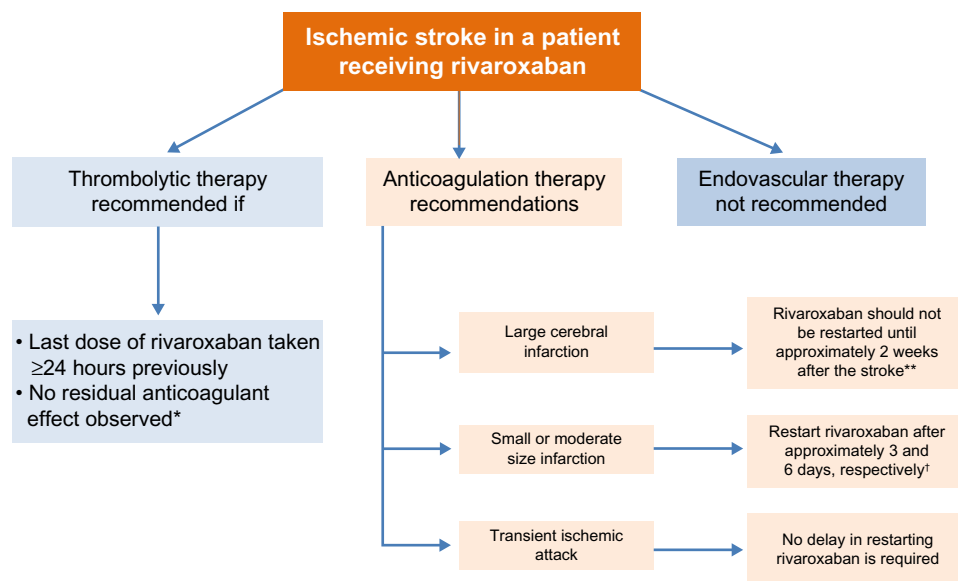 Ischemic stroke in a patient
receiving rivaroxaban
Thrombolytic therapy
recommended if
Anticoagulation therapy
recommendations
Endovascular therapy
not recommended
• Last dose of rivaroxaban taken
≥24 hours previously
• No residual anticoagulant
effect observed*
Large cerebral
infarction
Rivaroxaban should not
be restarted until
approximately 2 weeks
after the stroke**
Small or moderate
size infarction
Restart rivaroxaban after
approximately 3 and
6 days, respectively†
Transient ischemic
attack
No delay in restarting
rivaroxaban is required